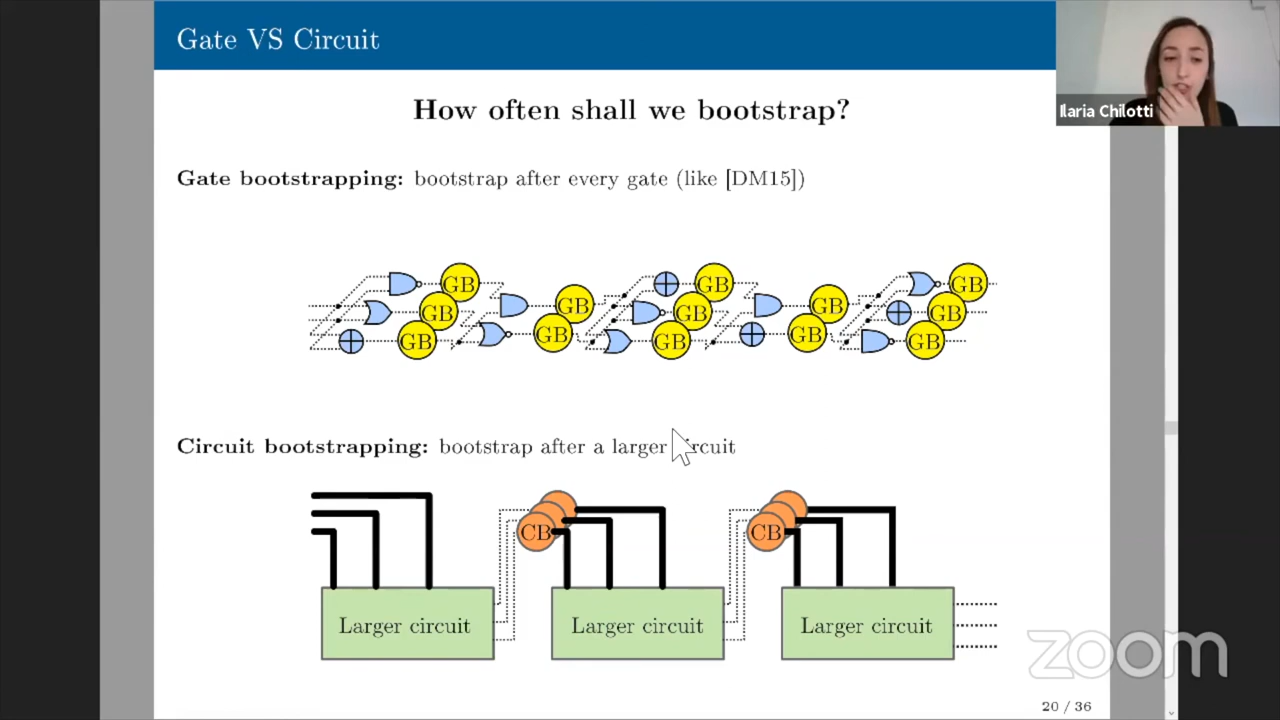 Gate VS Circuit
Ilaria Chilotti
How often shall we bootstrap?
Gate bootstrapping: bootstrap after every gate (like [DM15])
GB GB GB
GB GB GB GB
GB GB GB GB GB
GB
Circuit bootstrapping: bootstrap after a larger circuit
CB CB
Larger circuit Larger circuit Larger circuit
zoom
20 / 36